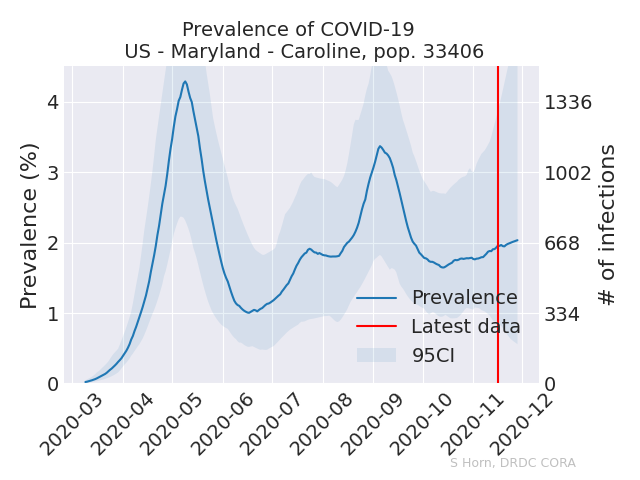 Prevalence of COVID-19
US - Maryland - Caroline, pop. 33406
Prevalence (%)
4
3
2
1
0
1336
1002
668
334
0
# of infections
Prevalence
Latest data
95CI
2020-03
2020-04
2020-05
2020-06
2020-07
2020-08
2020-09
2020-10
2020-11
2020-12
S Horn, DRDC CORA